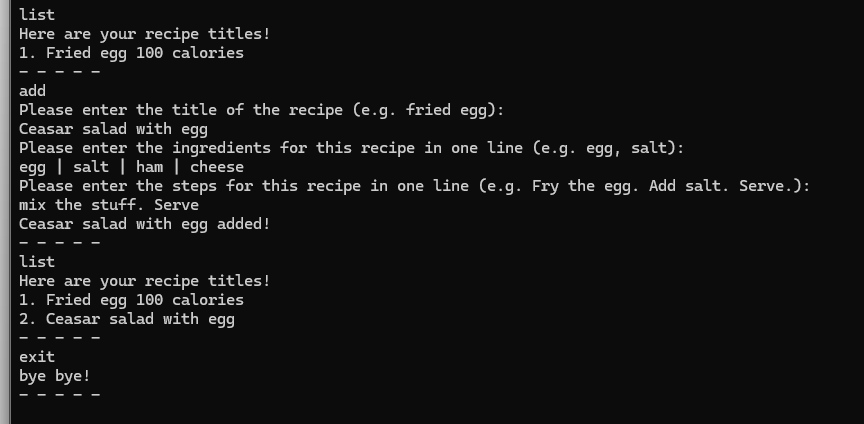 list
Here are your recipe titles!
1. Fried egg 100 calories
- - - - -
add
Please enter the title of the recipe (e.g. fried egg):
Ceasar salad with egg
Please enter the ingredients for this recipe in one line (e.g. egg, salt):
egg | salt | ham | cheese
Please enter the steps for this recipe in one line (e.g. Fry the egg. Add salt. Serve.):
mix the stuff. Serve
Ceasar salad with egg added!
- - - - -
list
Here are your recipe titles!
1. Fried egg 100 calories
2. Ceasar salad with egg
- - - - -
exit
bye bye!
- - - - -